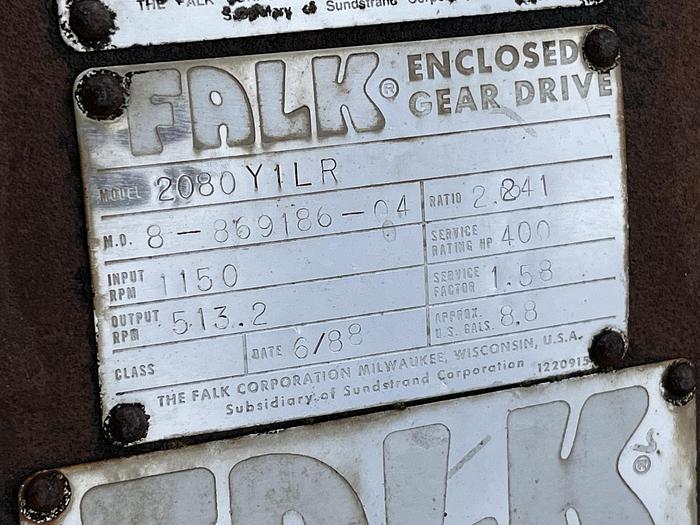 THE FALK
Subsidiary of Sundstrand
FALK® ENCLOSED
GEAR DRIVE
MODEL 2080Y1LR
M.O. 8-869186-04 RATIO 2.241
INPUT RPM 1150 SERVICE RATING HP 400
OUTPUT RPM 513.2 SERVICE FACTOR 1.58
CLASS DATE 6/88 APPROX. U.S. GALS. 8.8
THE FALK CORPORATION MILWAUKEE, WISCONSIN, U.S.A.
Subsidiary of Sundstrand Corporation 1220915
FALK®